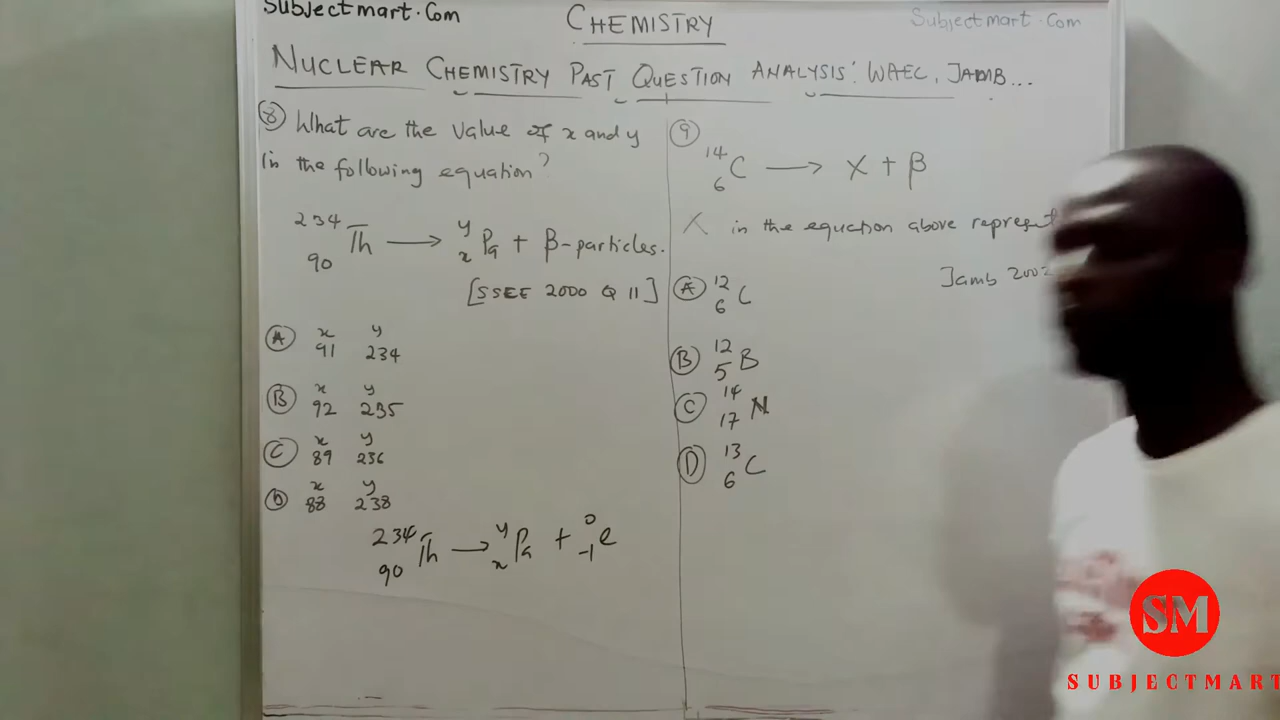 Subjectmart.Com
CHEMISTRY
Subjectmart.Com
NUCLEAR CHEMISTRY PAST QUESTION ANALYSIS: WAEC, JAMB...
8 What are the value of x and y
in the following equation?
234 90 Th → y x Pa + β-particles.
[SSEE 2000 Q 11]
A x 91 y 234
B x 92 y 235
C x 89 y 236
D x 88 y 238
234 90 Th → y x Pa + 0 -1 e
9
14 6 C → X + β
X in the equation above represent
Jamb
A 12 6 C
B 12 5 B
C 14 17 N
D 13 6 C
SM
SUBJECTMART